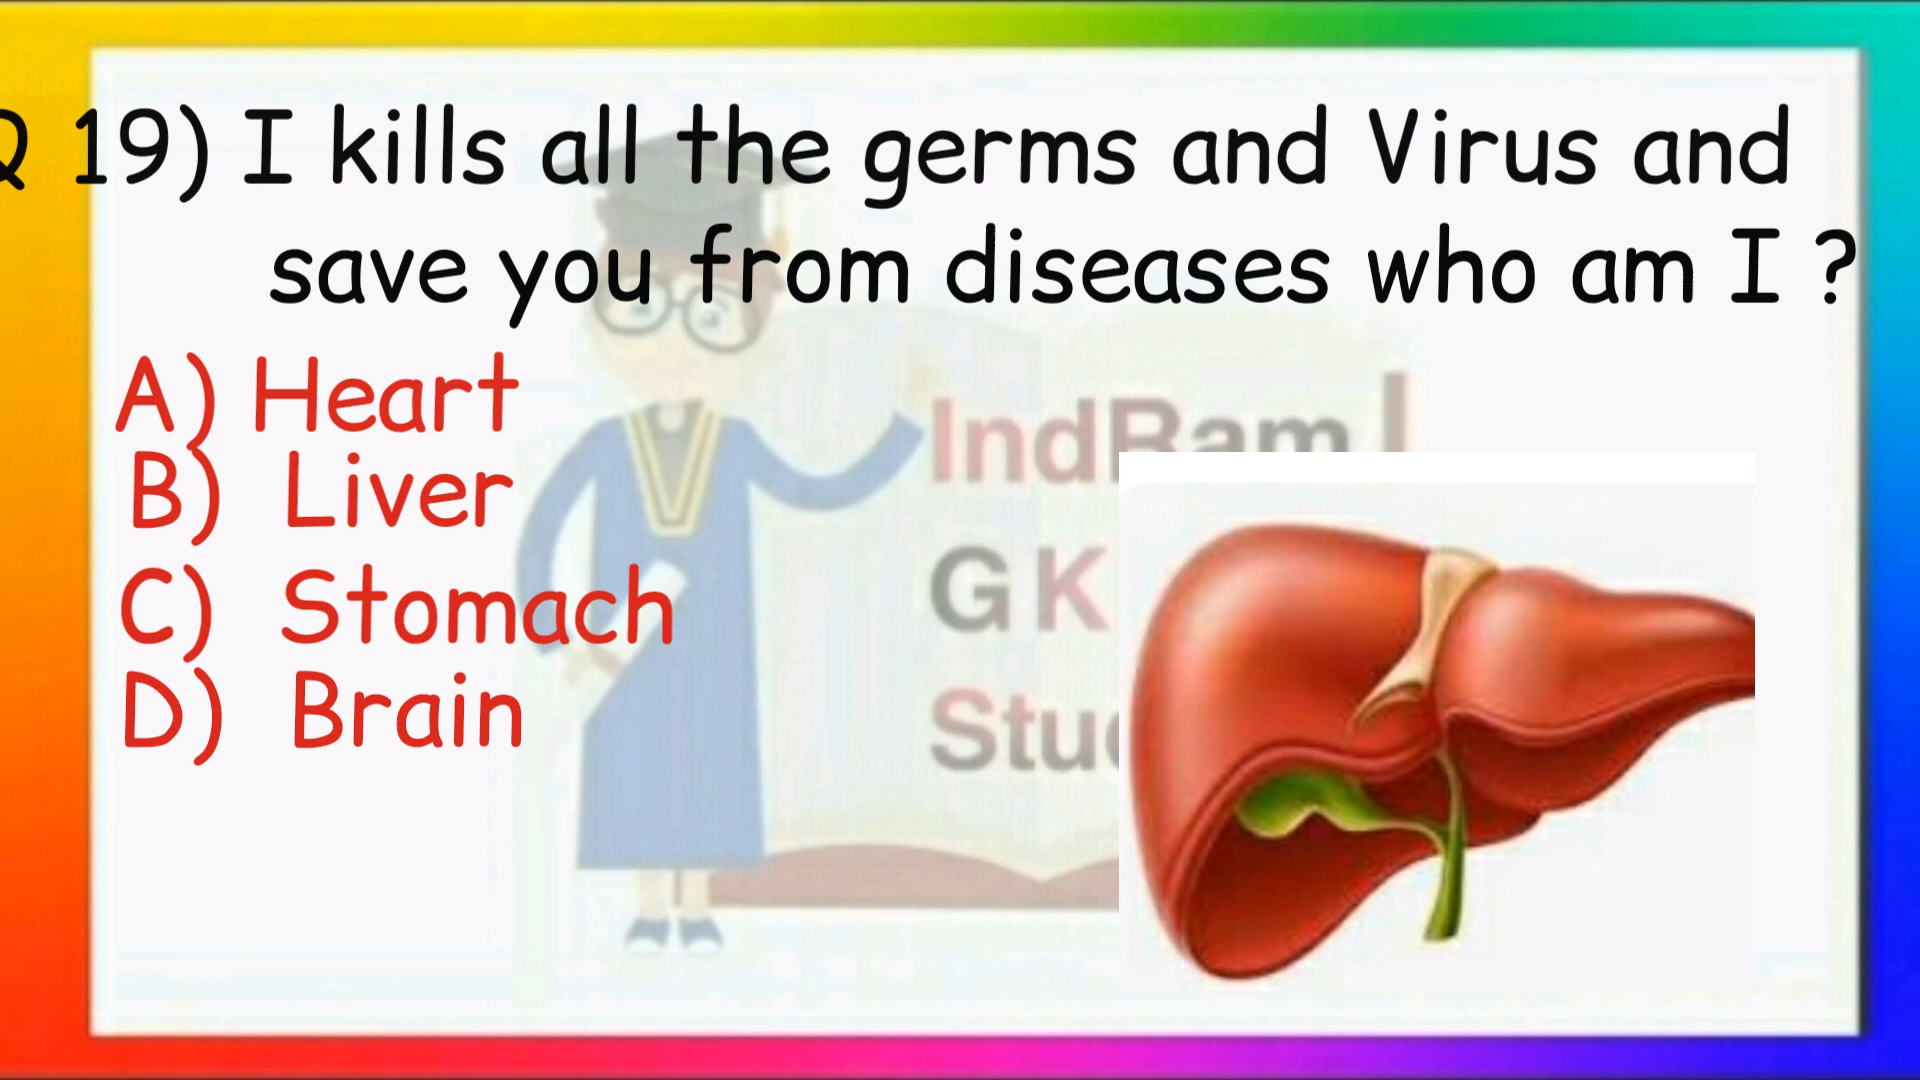 Q 19) I kills all the germs and Virus and
save you from diseases who am I ?
A) Heart
B) Liver
C) Stomach
D) Brain
IndRam
GK